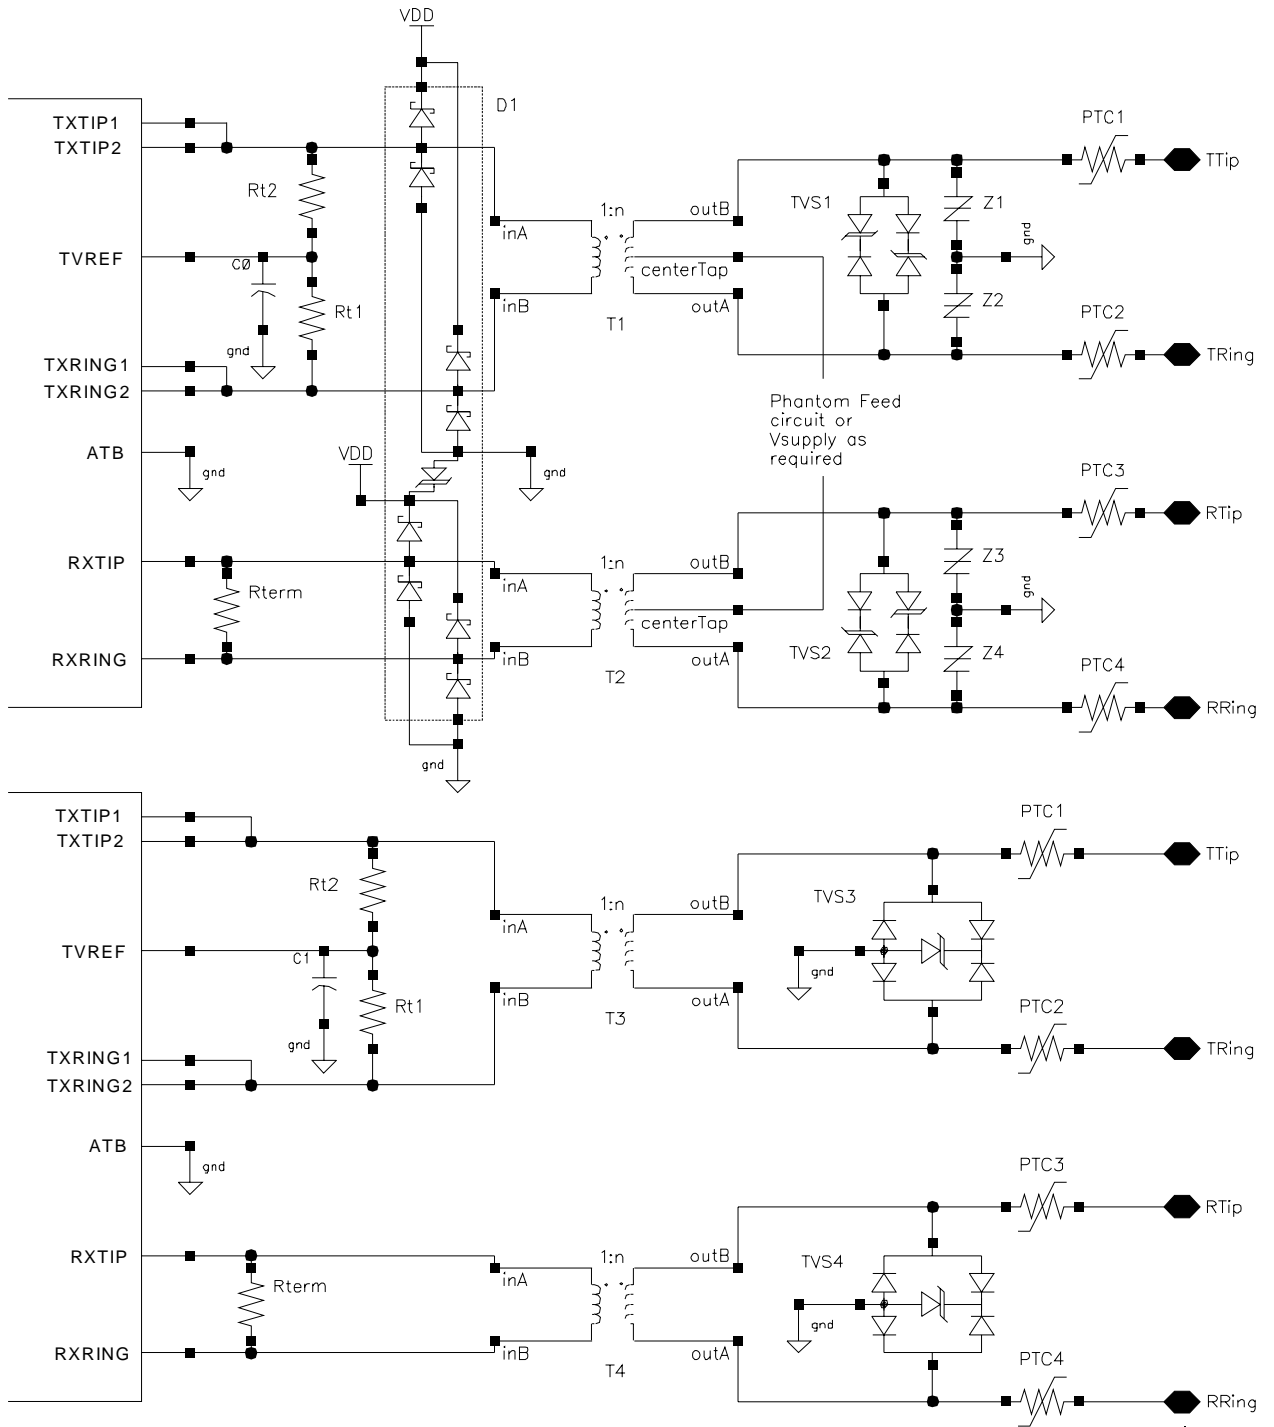 VDD
D1
TXTIP1
TXTIP2
Rt2
TVREF
CØ
Rt1
gnd
TXRING1
TXRING2
ATB
gnd
VDD
gnd
RXTIP
Rterm
RXRING
gnd
inA
inB
1:n
T1
outB
centerTap
outA
TVS1
Z1
Z2
gnd
PTC1
TTip
PTC2
TRing
Phantom Feed
circuit or
Vsupply as
required
inA
inB
1:n
T2
outB
centerTap
outA
TVS2
Z3
Z4
gnd
PTC3
RTip
PTC4
RRing
TXTIP1
TXTIP2
Rt2
TVREF
C1
Rt1
gnd
TXRING1
TXRING2
ATB
gnd
RXTIP
Rterm
RXRING
inA
inB
1:n
T3
outB
outA
TVS3
gnd
PTC1
TTip
PTC2
TRing
inA
inB
1:n
T4
outB
outA
TVS4
gnd
PTC3
RTip
PTC4
RRing